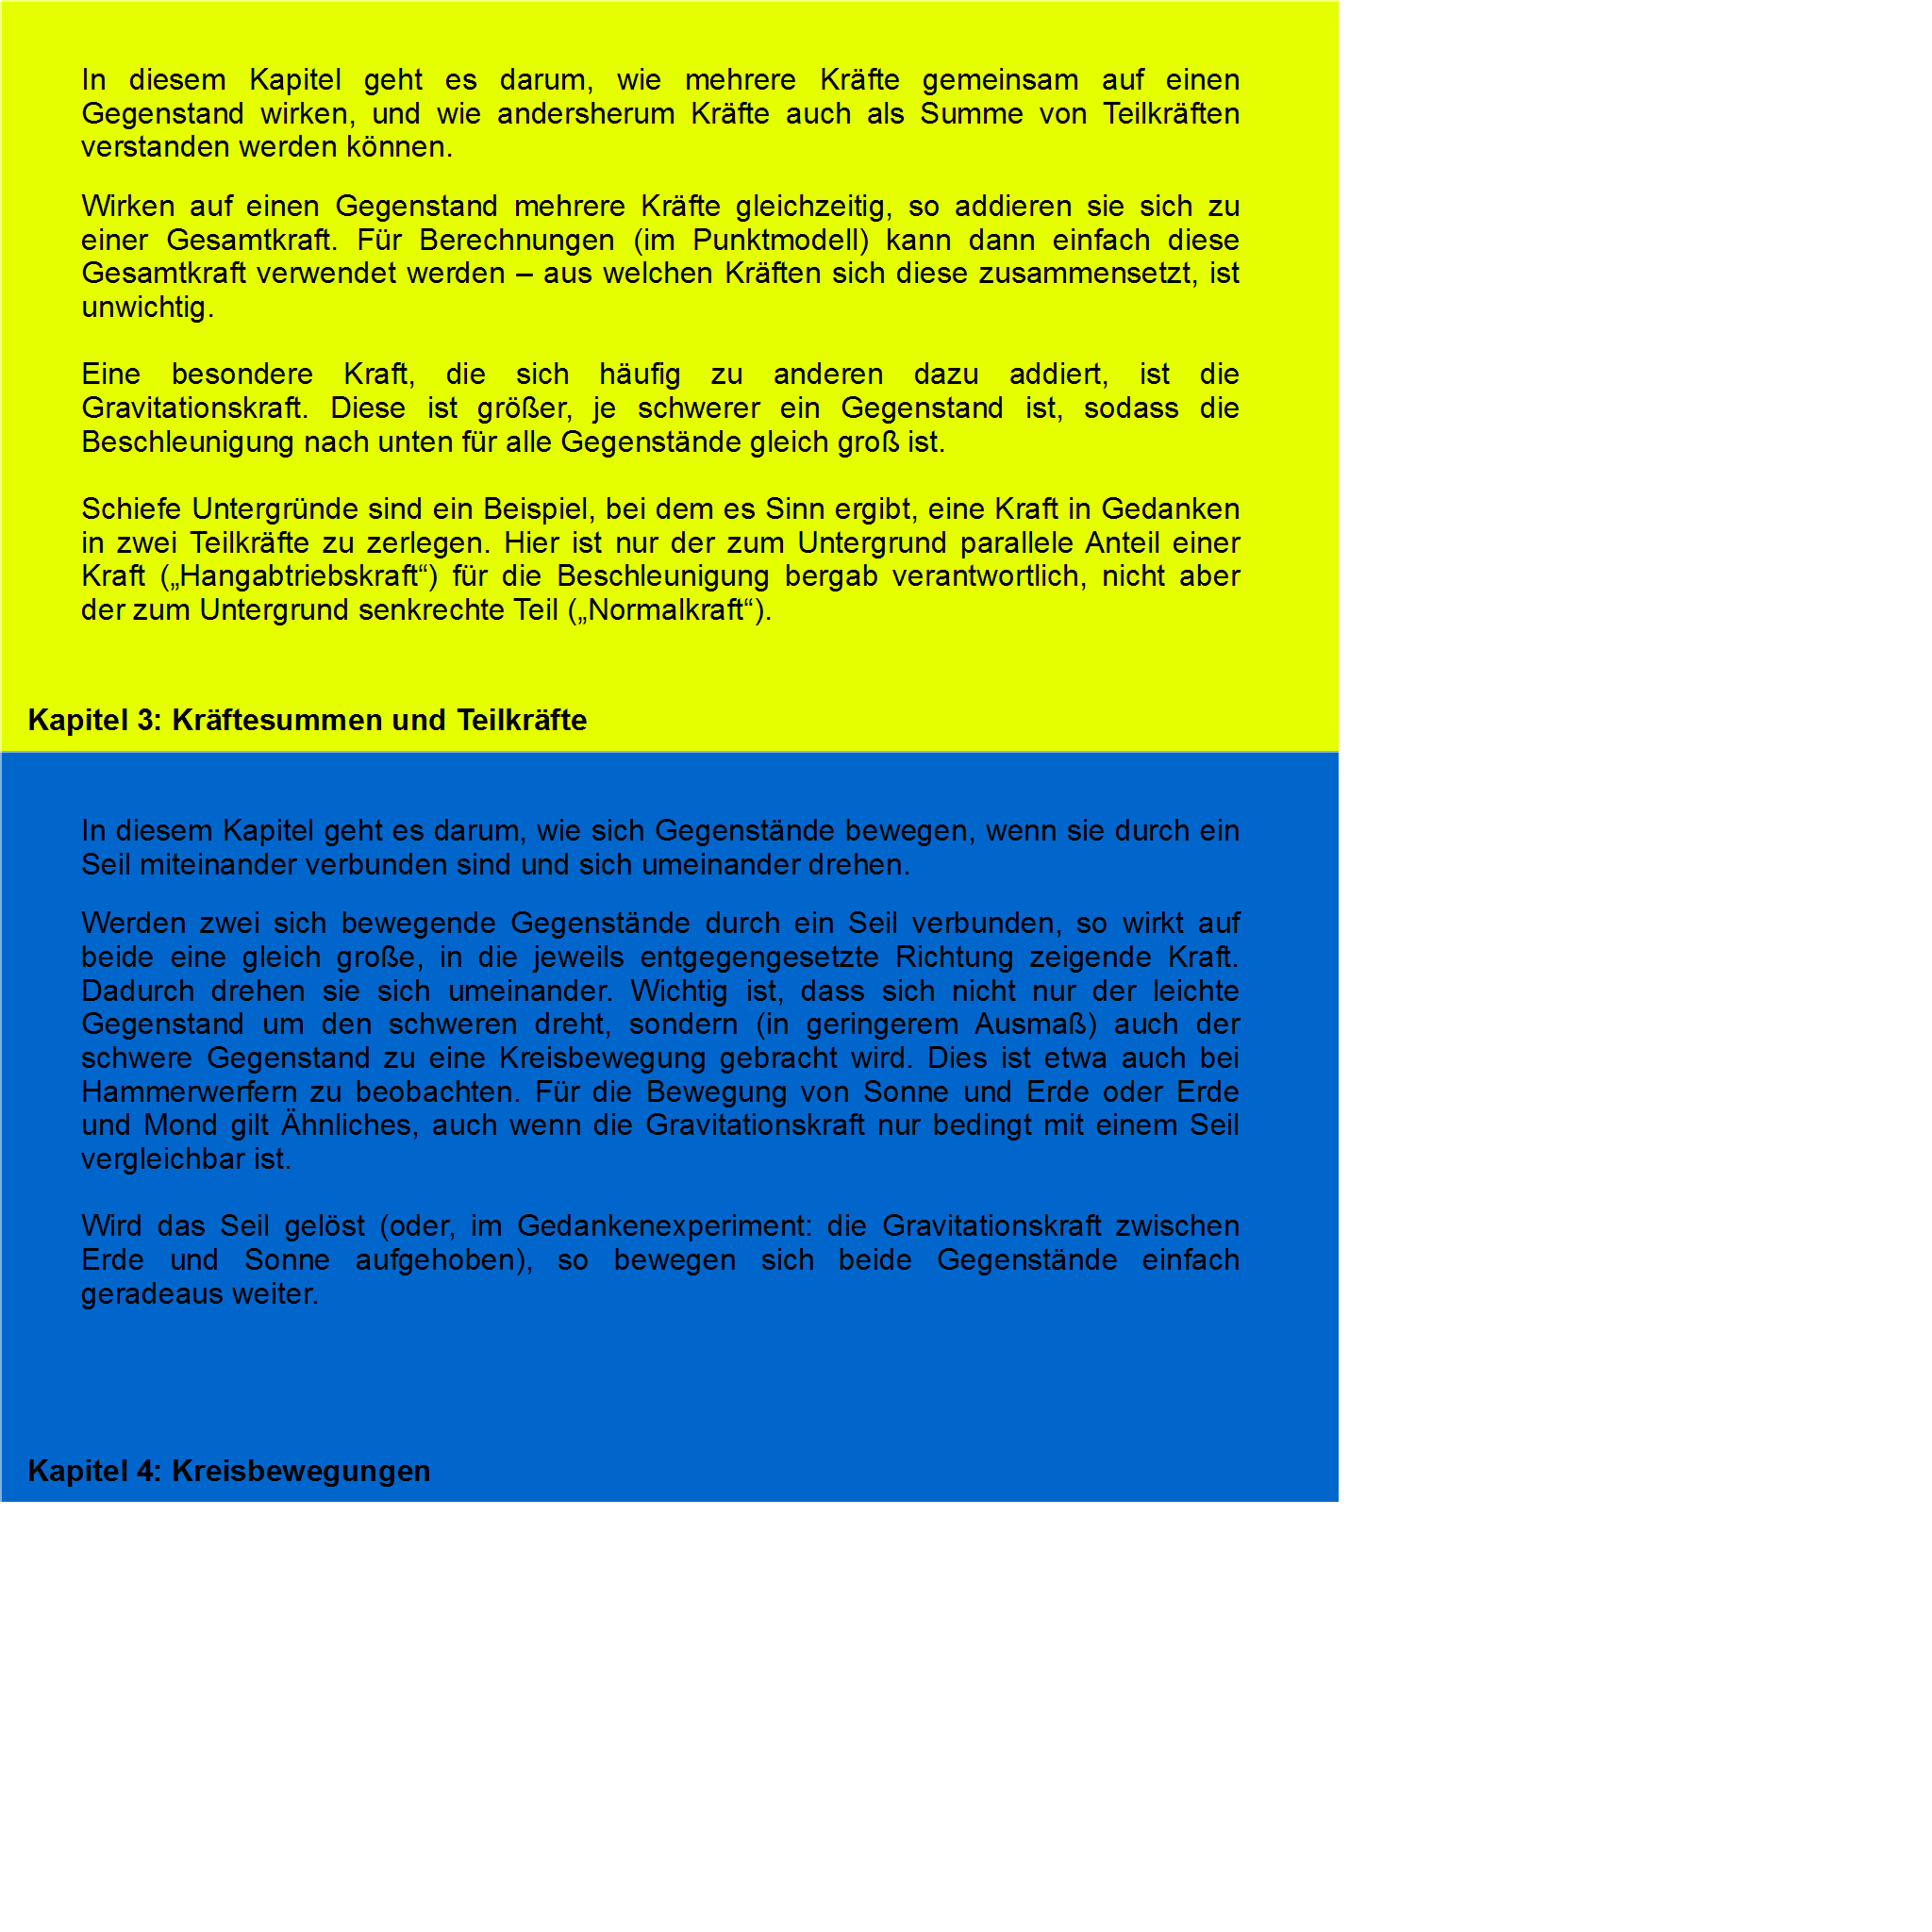 In diesem Kapitel geht es darum, wie mehrere Kräfte gemeinsam auf einen
Gegenstand wirken, und wie andersherum Kräfte auch als Summe von Teilkräften
verstanden werden können.
Wirken auf einen Gegenstand mehrere Kräfte gleichzeitig, so addieren sie sich zu
einer Gesamtkraft. Für Berechnungen (im Punktmodell) kann dann einfach diese
Gesamtkraft verwendet werden – aus welchen Kräften sich diese zusammensetzt, ist
unwichtig.
Eine besondere Kraft, die sich häufig zu anderen dazu addiert, ist die
Gravitationskraft. Diese ist größer, je schwerer ein Gegenstand ist, sodass die
Beschleunigung nach unten für alle Gegenstände gleich groß ist.
Schiefe Untergründe sind ein Beispiel, bei dem es Sinn ergibt, eine Kraft in Gedanken
in zwei Teilkräfte zu zerlegen. Hier ist nur der zum Untergrund parallele Anteil einer
Kraft („Hangabtriebskraft“) für die Beschleunigung bergab verantwortlich, nicht aber
der zum Untergrund senkrechte Teil („Normalkraft“).
Kapitel 3: Kräftesummen und Teilkräfte
In diesem Kapitel geht es darum, wie sich Gegenstände bewegen, wenn sie durch ein
Seil miteinander verbunden sind und sich umeinander drehen.
Werden zwei sich bewegende Gegenstände durch ein Seil verbunden, so wirkt auf
beide eine gleich große, in die jeweils entgegengesetzte Richtung zeigende Kraft.
Dadurch drehen sie sich umeinander. Wichtig ist, dass sich nicht nur der leichte
Gegenstand um den schweren dreht, sondern (in geringerem Ausmaß) auch der
schwere Gegenstand zu eine Kreisbewegung gebracht wird. Dies ist etwa auch bei
Hammerwerfern zu beobachten. Für die Bewegung von Sonne und Erde oder Erde
und Mond gilt Ähnliches, auch wenn die Gravitationskraft nur bedingt mit einem Seil
vergleichbar ist.
Wird das Seil gelöst (oder, im Gedankenexperiment: die Gravitationskraft zwischen
Erde und Sonne aufgehoben), so bewegen sich beide Gegenstände einfach
geradeaus weiter.
Kapitel 4: Kreisbewegungen